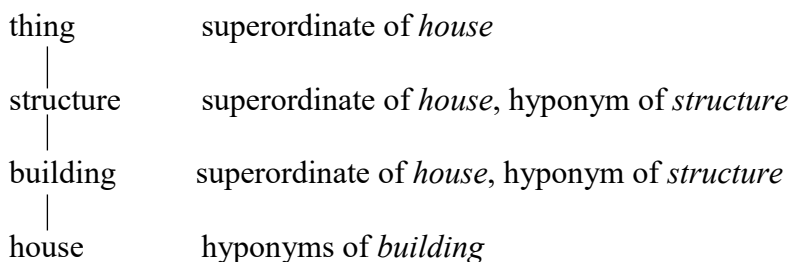 thing superordinate of house
structure superordinate of house, hyponym of structure
building superordinate of house, hyponym of structure
house hyponyms of building